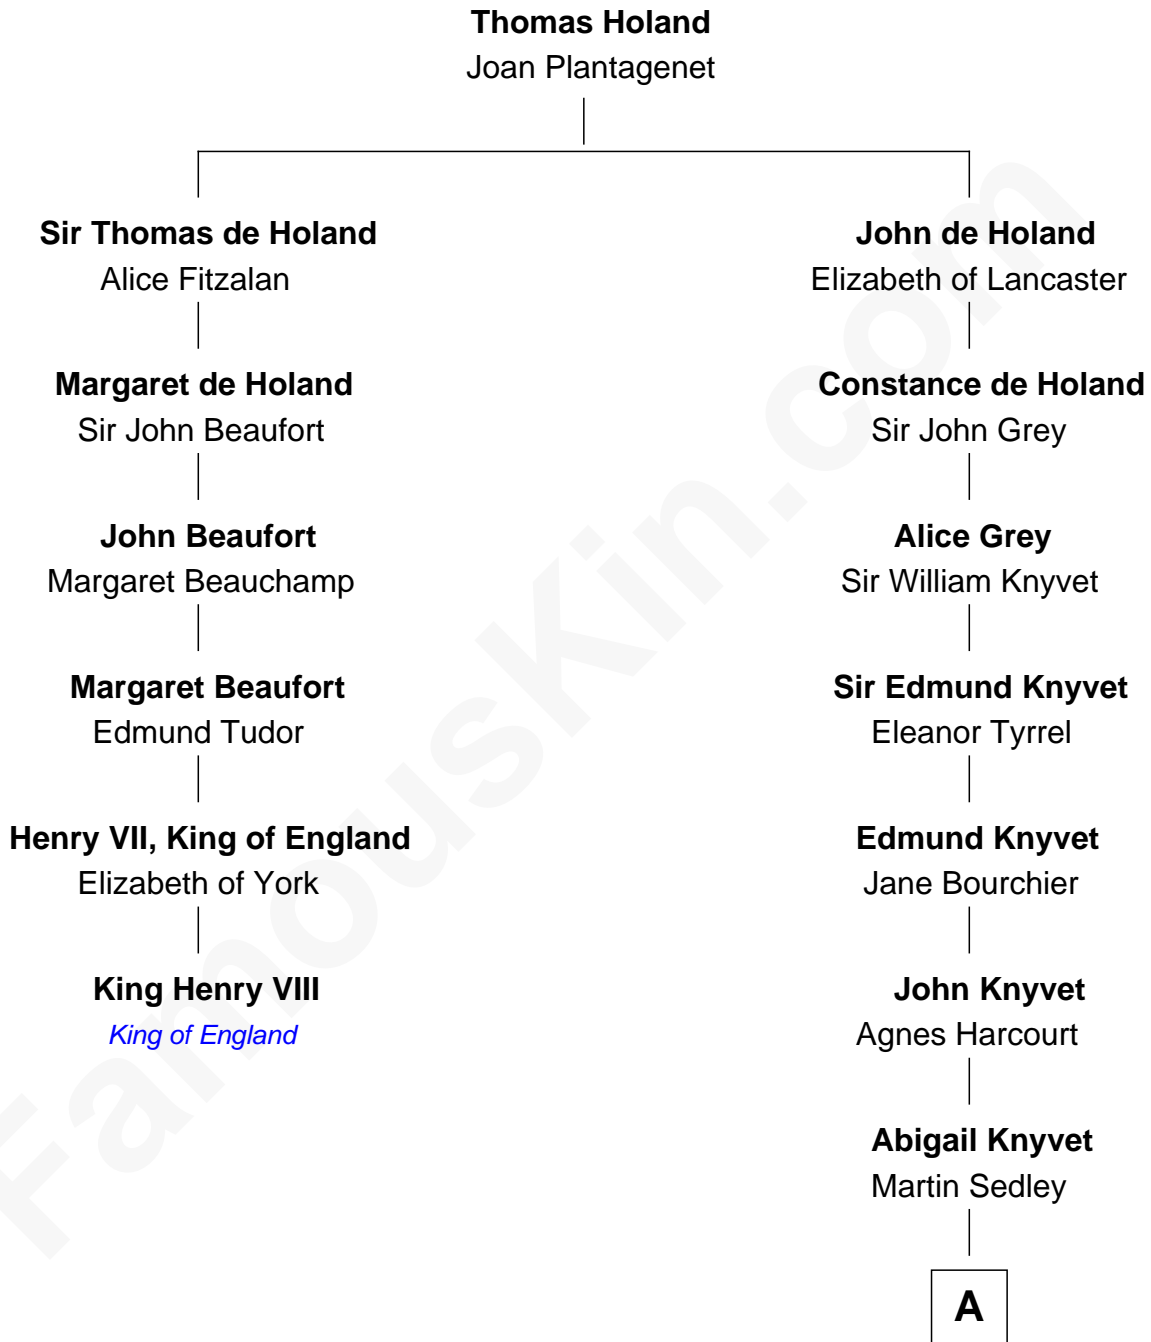 Thomas Holand
Joan Plantagenet
Sir Thomas de Holand
Alice Fitzalan
Margaret de Holand
Sir John Beaufort
John Beaufort
Margaret Beauchamp
Margaret Beaufort
Edmund Tudor
Henry VII, King of England
Elizabeth of York
King Henry VIII
King of England
John de Holand
Elizabeth of Lancaster
Constance de Holand
Sir John Grey
Alice Grey
Sir William Knyvet
Sir Edmund Knyvet
Eleanor Tyrrel
Edmund Knyvet
Jane Bourchier
John Knyvet
Agnes Harcourt
Abigail Knyvet
Martin Sedley
A
FamousKin.com